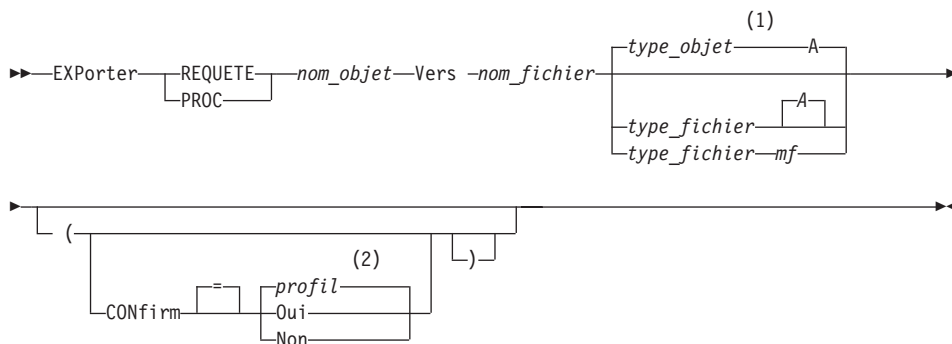 (1)
type_objet A
EXPorter REQUETE nom_objet Vers nom_fichier
PROC
A
type_fichier
type_fichier mf
(
)
(2)
= profil
CONfirm Oui
Non